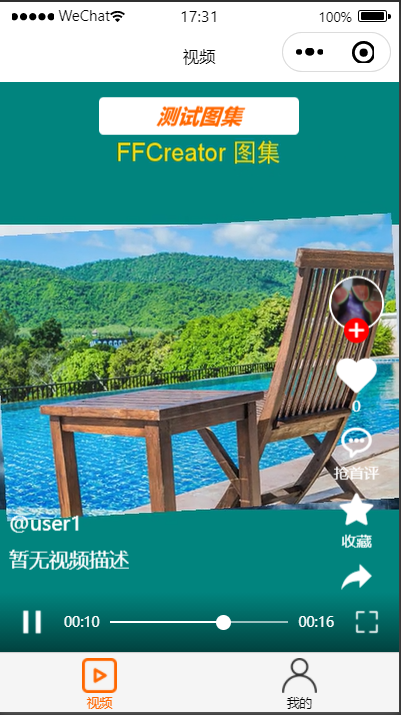 WeChat 17:31 100%
视频
测试图集
FFCreator 图集
0
抢首评
@user1
收藏
暂无视频描述
00:10 00:16
视频 我的